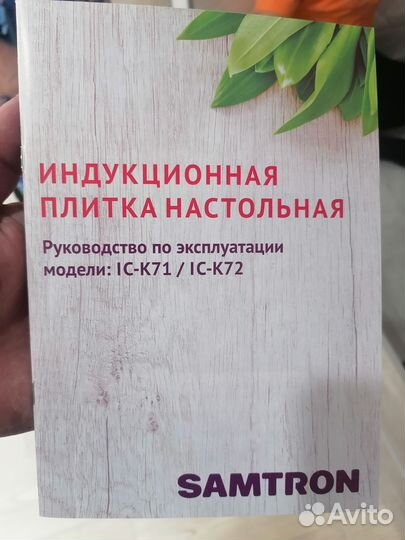 ИНДУКЦИОННАЯ
ПЛИТКА НАСТОЛЬНАЯ
Руководство по эксплуатации
модели: IC-K71 / IC-K72
SAMTRON
Avito